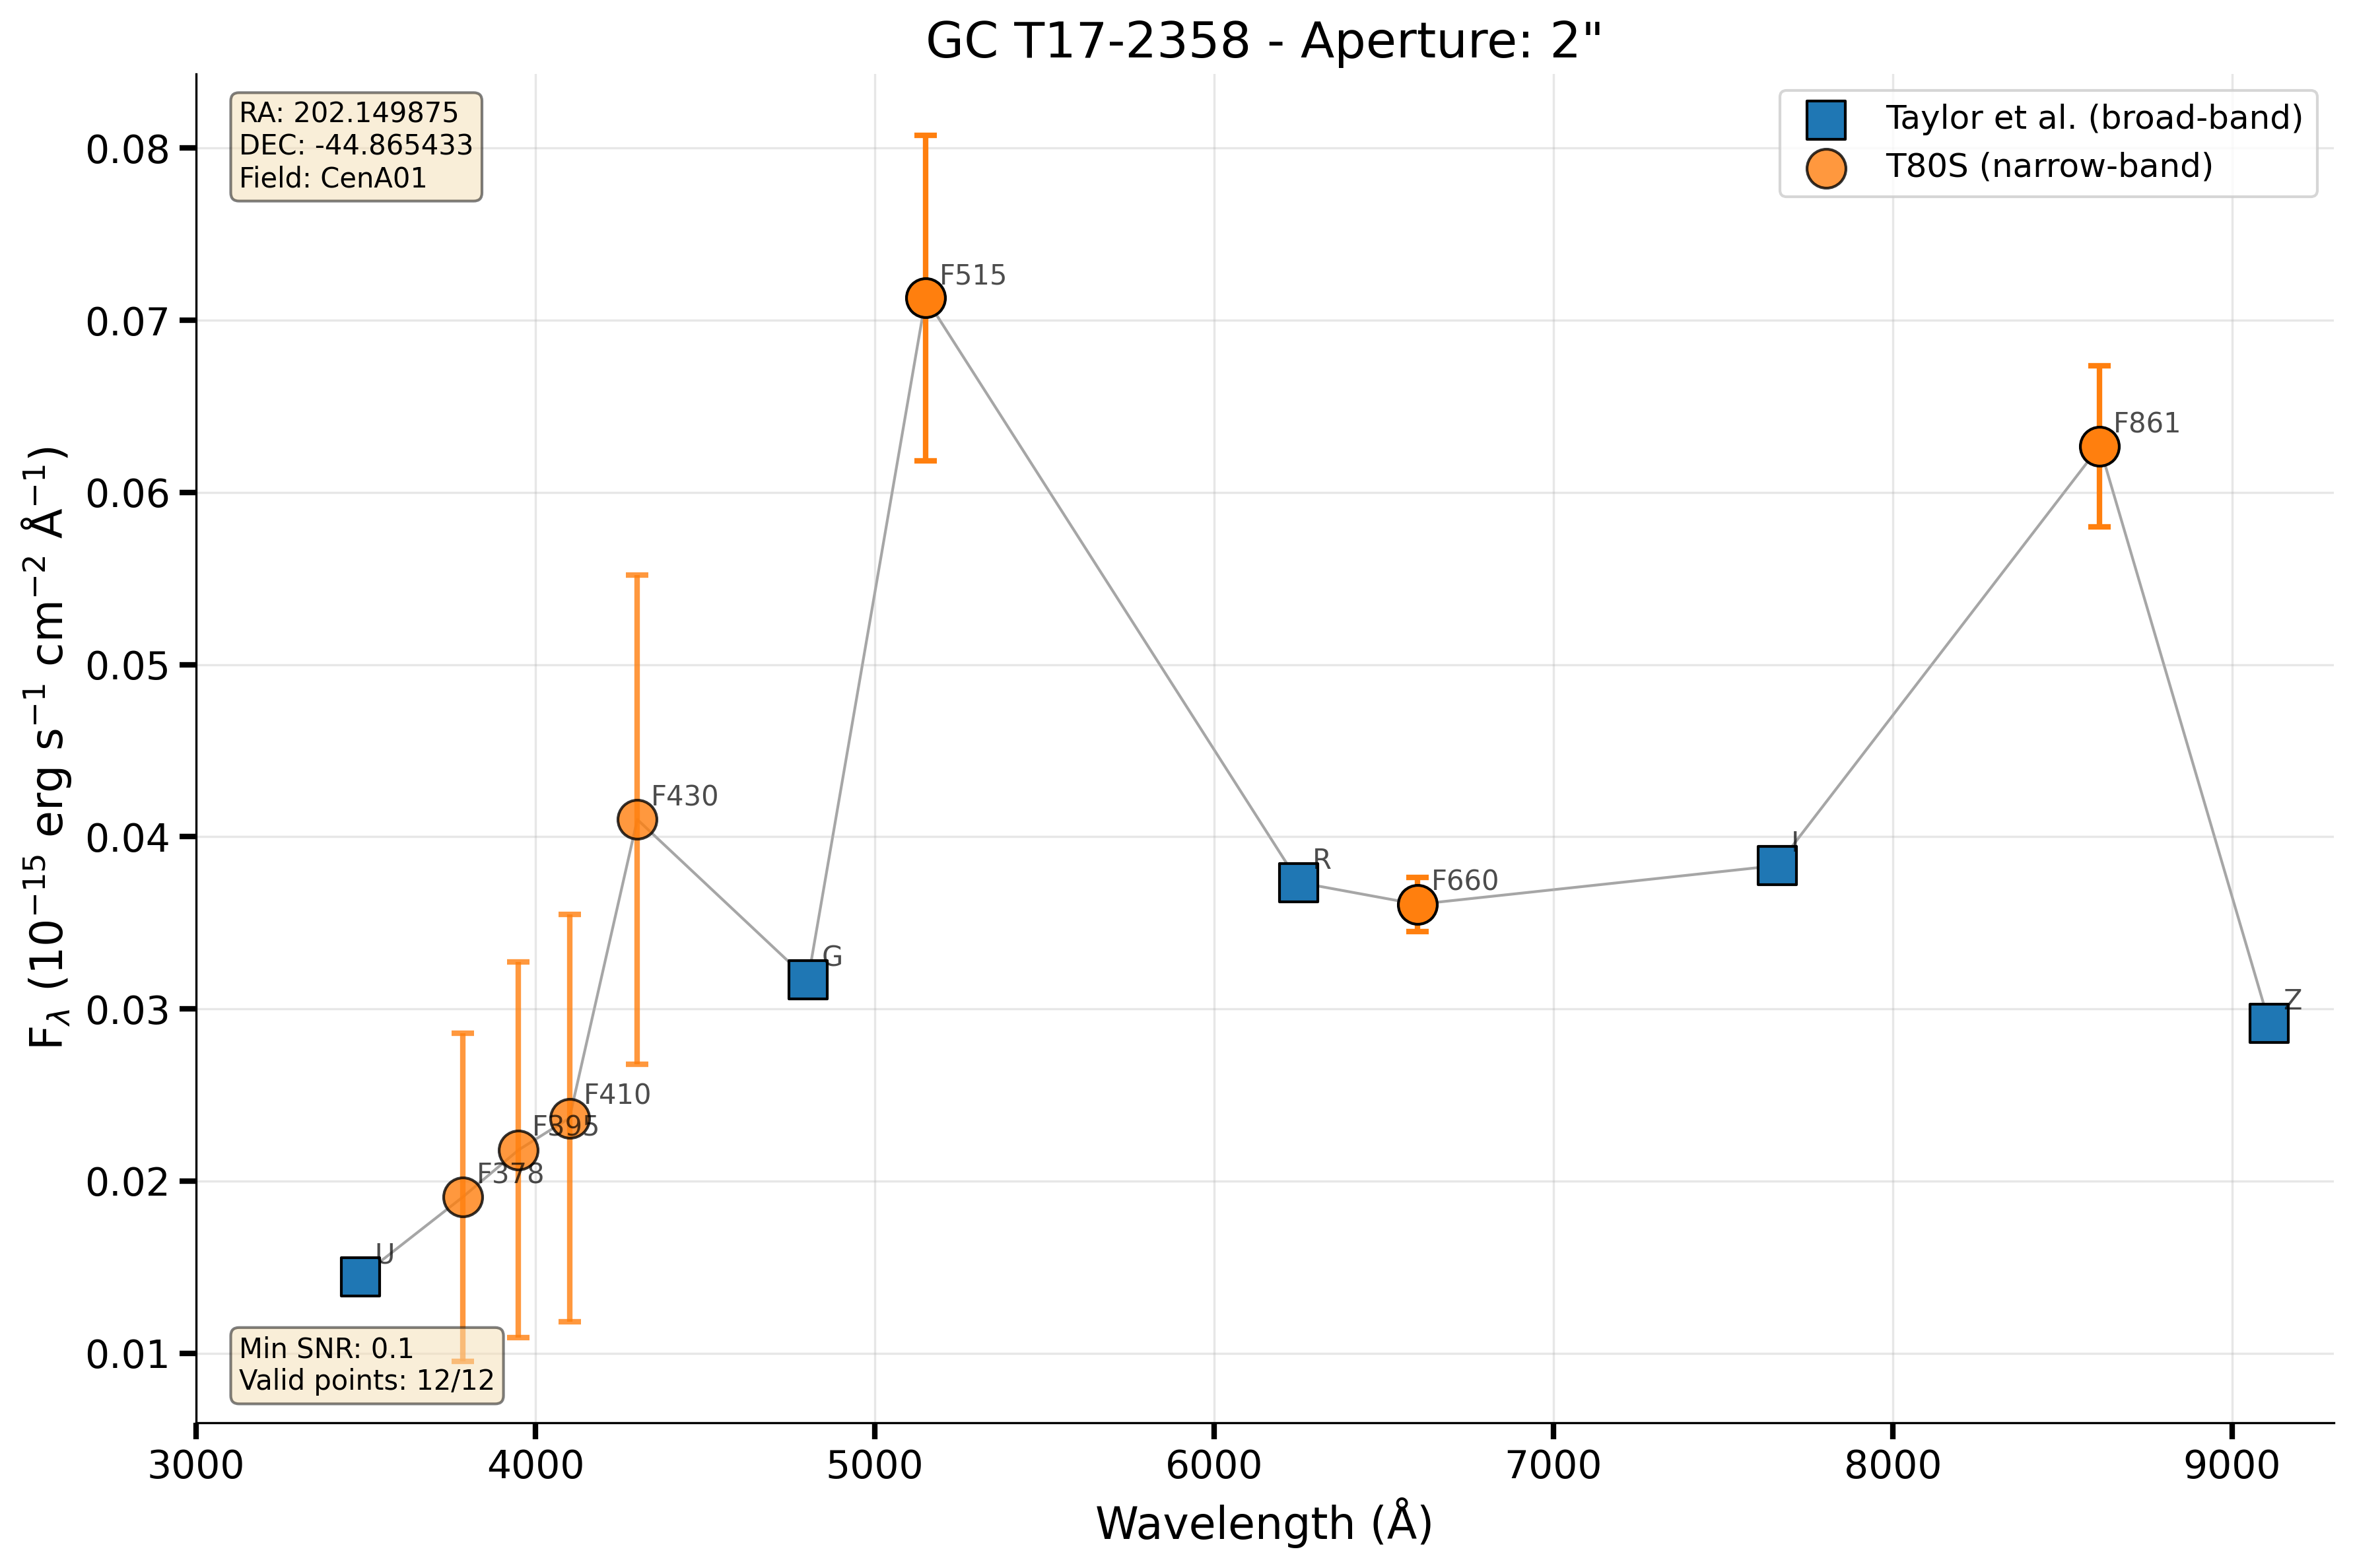 GC T17-2358 - Aperture: 2"
RA: 202.149875
DEC: -44.865433
Field: CenA01
Taylor et al. (broad-band)
T80S (narrow-band)
F515
F861
F430
R
F660
I
G
Z
F410
F395
F378
U
Min SNR: 0.1
Valid points: 12/12
0.08
0.07
0.06
0.05
0.04
0.03
0.02
0.01
F_λ (10⁻¹⁵ erg s⁻¹ cm⁻² Å⁻¹)
3000 4000 5000 6000 7000 8000 9000
Wavelength (Å)